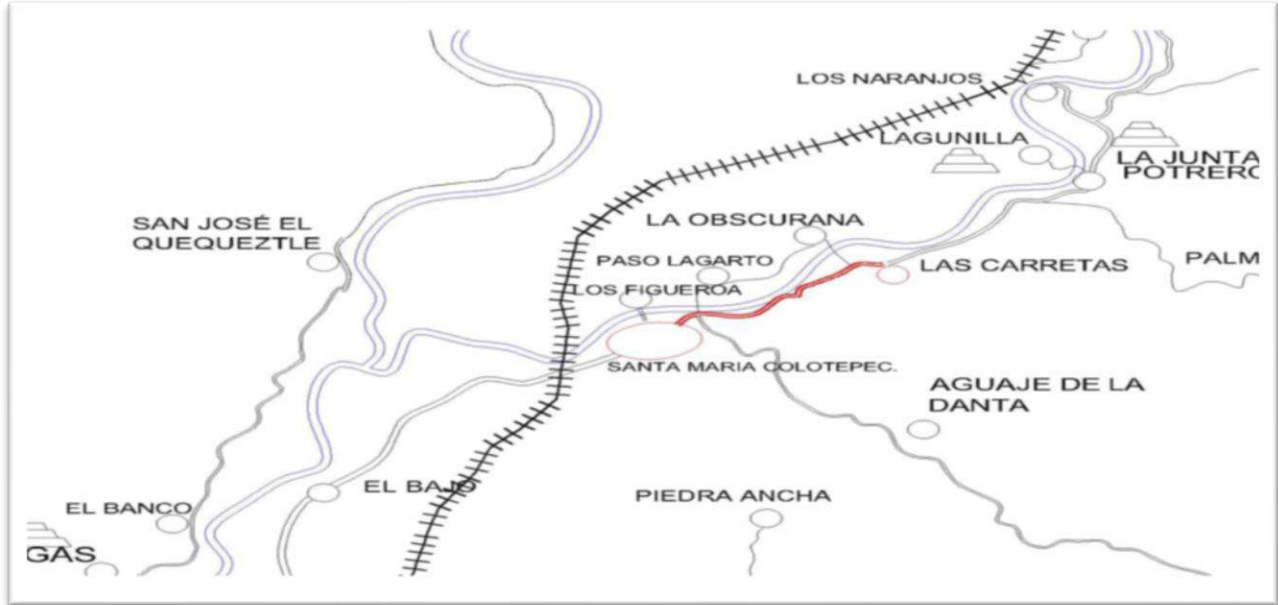 LOS NARANJOS
LAGUNILLA
LA JUNTA
POTRERO
SAN JOSÉ EL
QUEQUEZTLE
LA OBSCURANA
PASO LAGARTO
LAS CARRETAS
PALM
LOS FIGUEROA
SANTA MARIA COLOTEPEC.
AGUAJE DE LA
DANTA
EL BAJO
PIEDRA ANCHA
EL BANCO
GAS